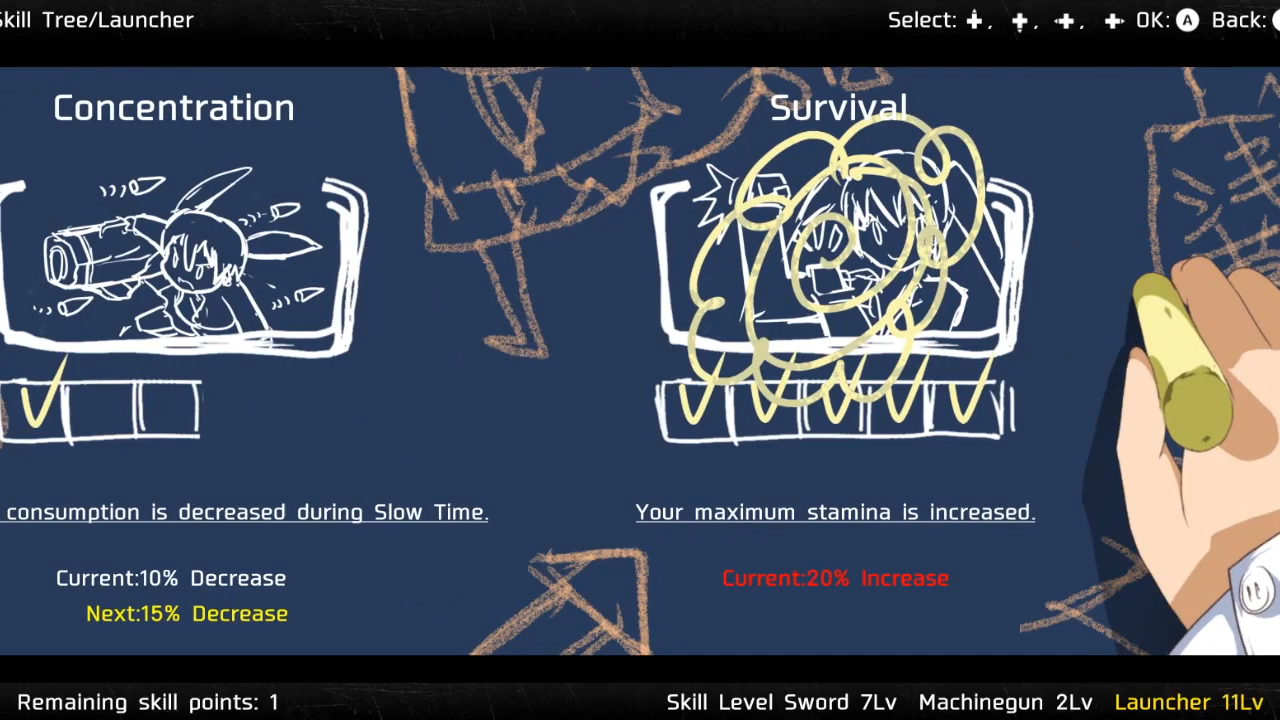 Skill Tree/Launcher
Select: , , , OK: A Back:
Concentration
Survival
consumption is decreased during Slow Time.
Your maximum stamina is increased.
Current:10% Decrease
Next:15% Decrease
Current:20% Increase
Remaining skill points: 1
Skill Level Sword 7Lv Machinegun 2Lv Launcher 11Lv